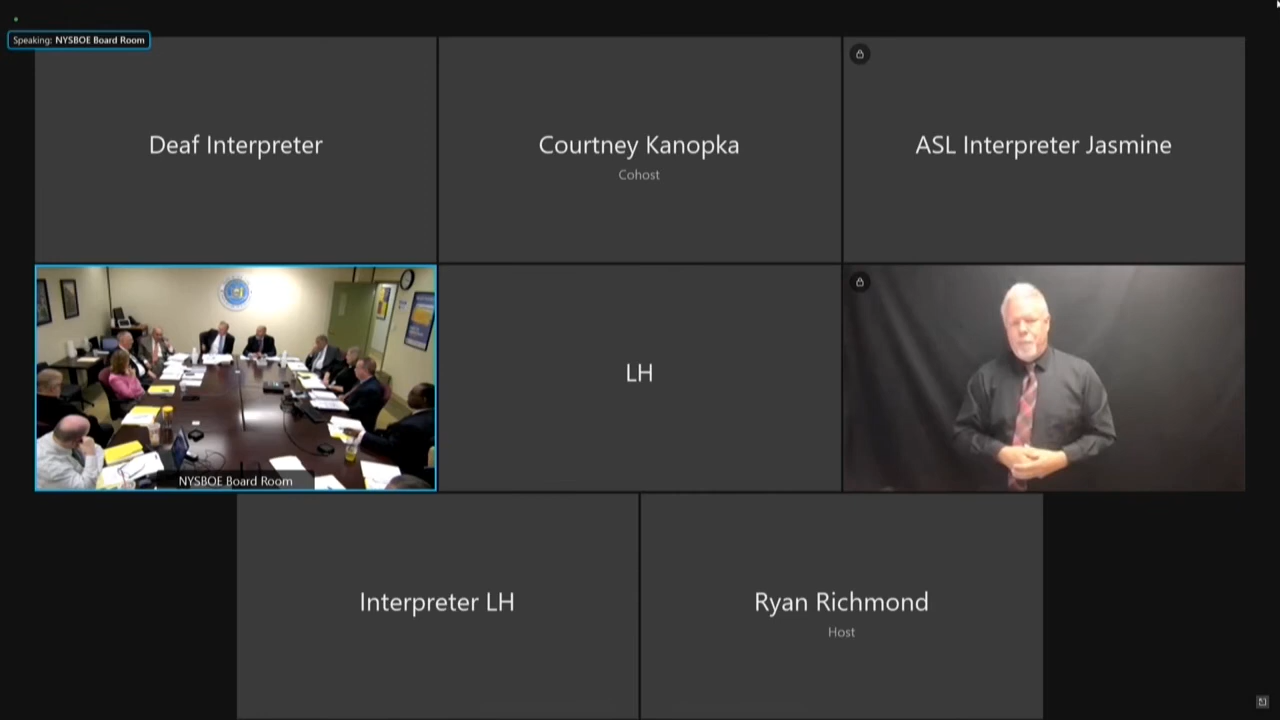 Speaking: NYSBOE Board Room
Deaf Interpreter
Courtney Kanopka
Cohost
ASL Interpreter Jasmine
NYSBOE Board Room
LH
Interpreter LH
Ryan Richmond
Host